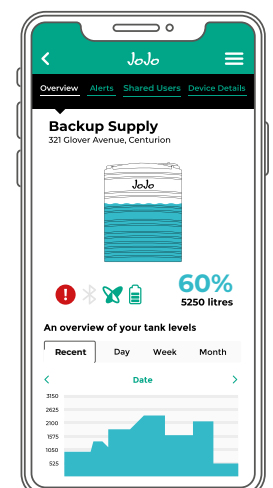 JoJo
Overview Alerts Shared Users Device Details
Backup Supply
321 Glover Avenue, Centurion
JoJo
60%
5250 litres
An overview of your tank levels
Recent Day Week Month
Date
3150
2625
2100
1575
1050
525